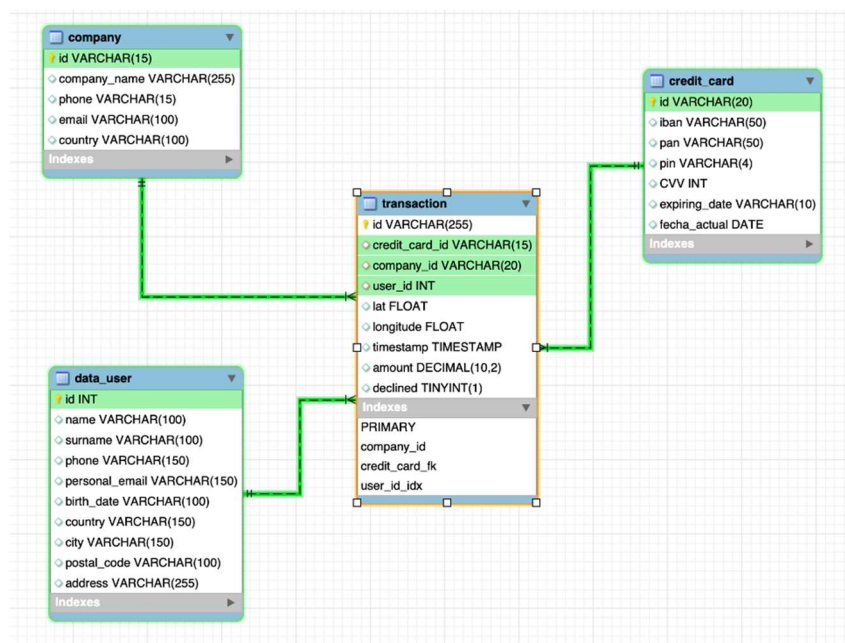 company
id VARCHAR(15)
company_name VARCHAR(255)
phone VARCHAR(15)
email VARCHAR(100)
country VARCHAR(100)
Indexes
credit_card
id VARCHAR(20)
iban VARCHAR(50)
pan VARCHAR(50)
pin VARCHAR(4)
CVV INT
expiring_date VARCHAR(10)
fecha_actual DATE
Indexes
transaction
id VARCHAR(255)
credit_card_id VARCHAR(15)
company_id VARCHAR(20)
user_id INT
lat FLOAT
longitude FLOAT
timestamp TIMESTAMP
amount DECIMAL(10,2)
declined TINYINT(1)
Indexes
PRIMARY
company_id
credit_card_fk
user_id_idx
data_user
id INT
name VARCHAR(100)
surname VARCHAR(100)
phone VARCHAR(150)
personal_email VARCHAR(150)
birth_date VARCHAR(100)
country VARCHAR(150)
city VARCHAR(150)
postal_code VARCHAR(100)
address VARCHAR(255)
Indexes